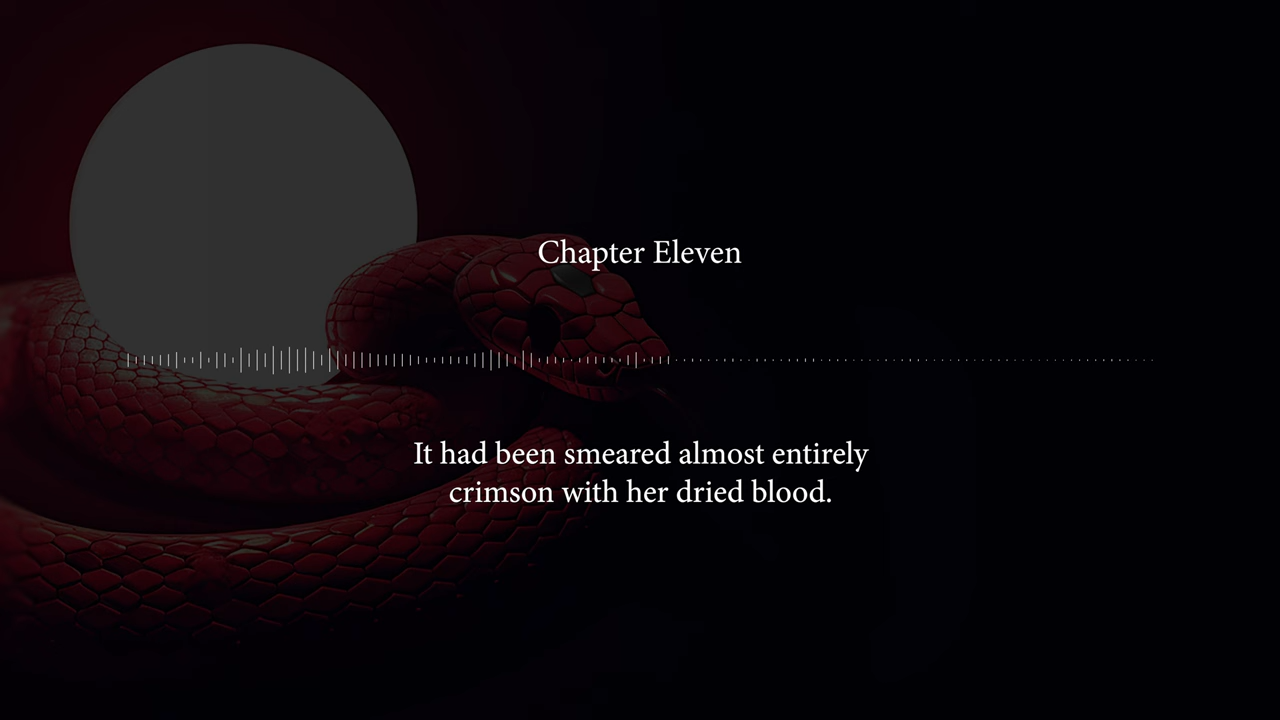 Chapter Eleven
It had been smeared almost entirely
crimson with her dried blood.